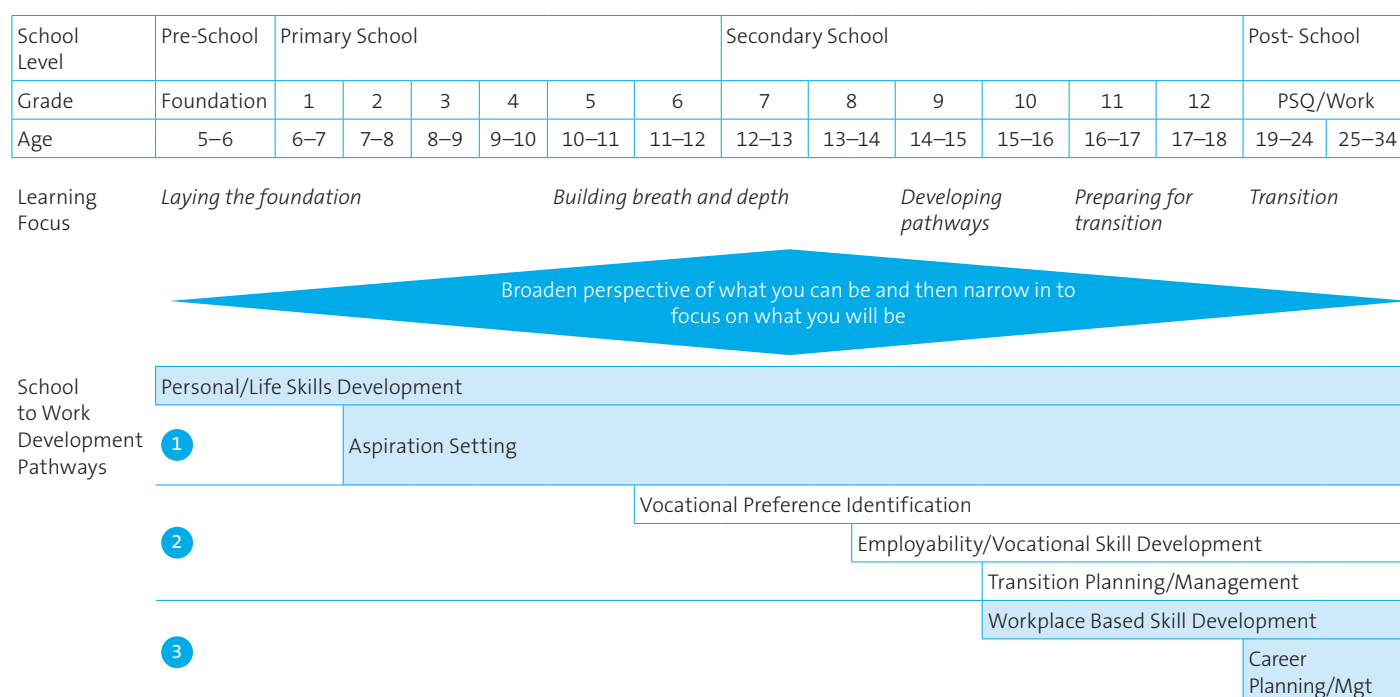 School Level Pre-School Primary School Secondary School Post- School
Grade Foundation 1 2 3 4 5 6 7 8 9 10 11 12 PSQ/Work
Age 5–6 6–7 7–8 8–9 9–10 10–11 11–12 12–13 13–14 14–15 15–16 16–17 17–18 19–24 25–34
Learning Focus
Laying the foundation
Building breath and depth
Developing pathways
Preparing for transition
Transition
Broaden perspective of what you can be and then narrow in to
focus on what you will be
School
to Work
Development
Pathways
Personal/Life Skills Development
1
Aspiration Setting
2
Vocational Preference Identification
Employability/Vocational Skill Development
Transition Planning/Management
3
Workplace Based Skill Development
Career
Planning/Mgt